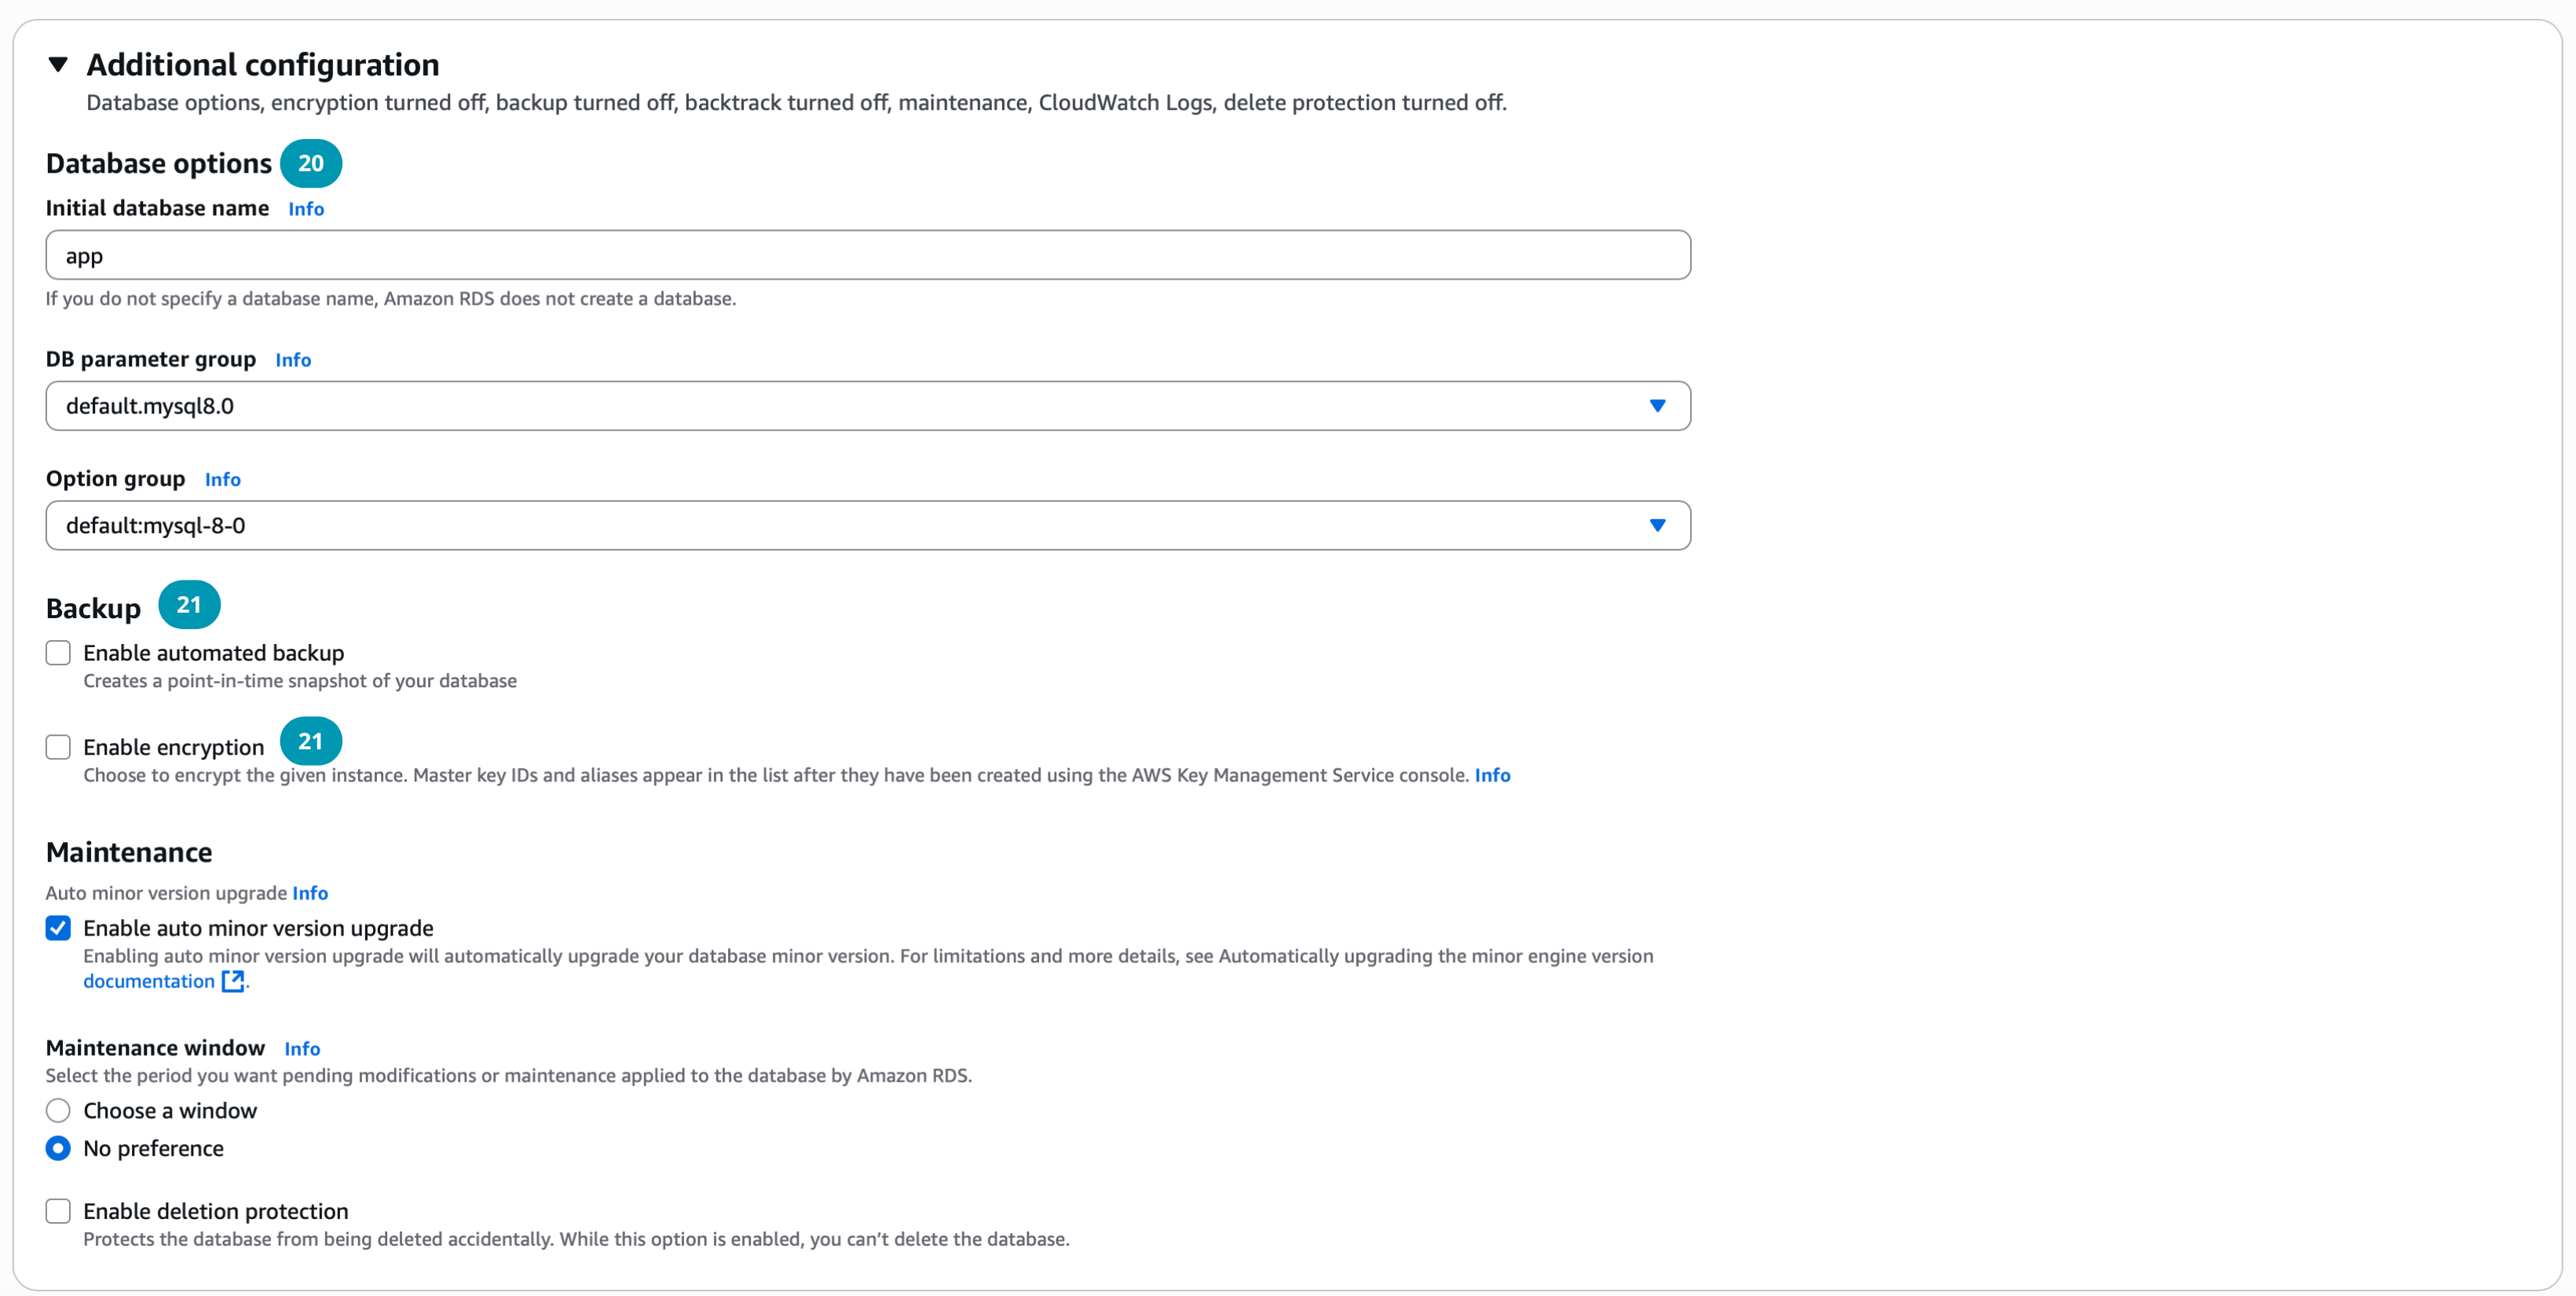 Additional configuration
Database options, encryption turned off, backup turned off, backtrack turned off, maintenance, CloudWatch Logs, delete protection turned off.
Database options 20
Initial database name Info
app
If you do not specify a database name, Amazon RDS does not create a database.
DB parameter group Info
default.mysql8.0
Option group Info
default:mysql-8-0
Backup 21
Enable automated backup
Creates a point-in-time snapshot of your database
Enable encryption 21
Choose to encrypt the given instance. Master key IDs and aliases appear in the list after they have been created using the AWS Key Management Service console. Info
Maintenance
Auto minor version upgrade Info
Enable auto minor version upgrade
Enabling auto minor version upgrade will automatically upgrade your database minor version. For limitations and more details, see Automatically upgrading the minor engine version
documentation.
Maintenance window Info
Select the period you want pending modifications or maintenance applied to the database by Amazon RDS.
Choose a window
No preference
Enable deletion protection
Protects the database from being deleted accidentally. While this option is enabled, you can’t delete the database.